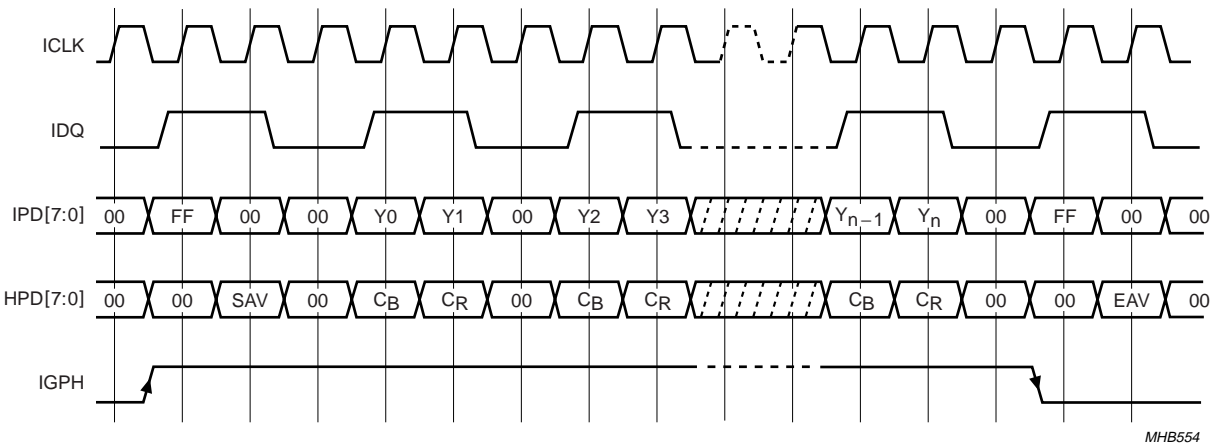 ICLK
IDQ
IPD[7:0] 00 FF 00 00 Y0 Y1 00 Y2 Y3 Yn−1 Yn 00 FF 00 00
HPD[7:0] 00 00 SAV 00 CB CR 00 CB CR CB CR 00 00 EAV 00
IGPH
MHB554